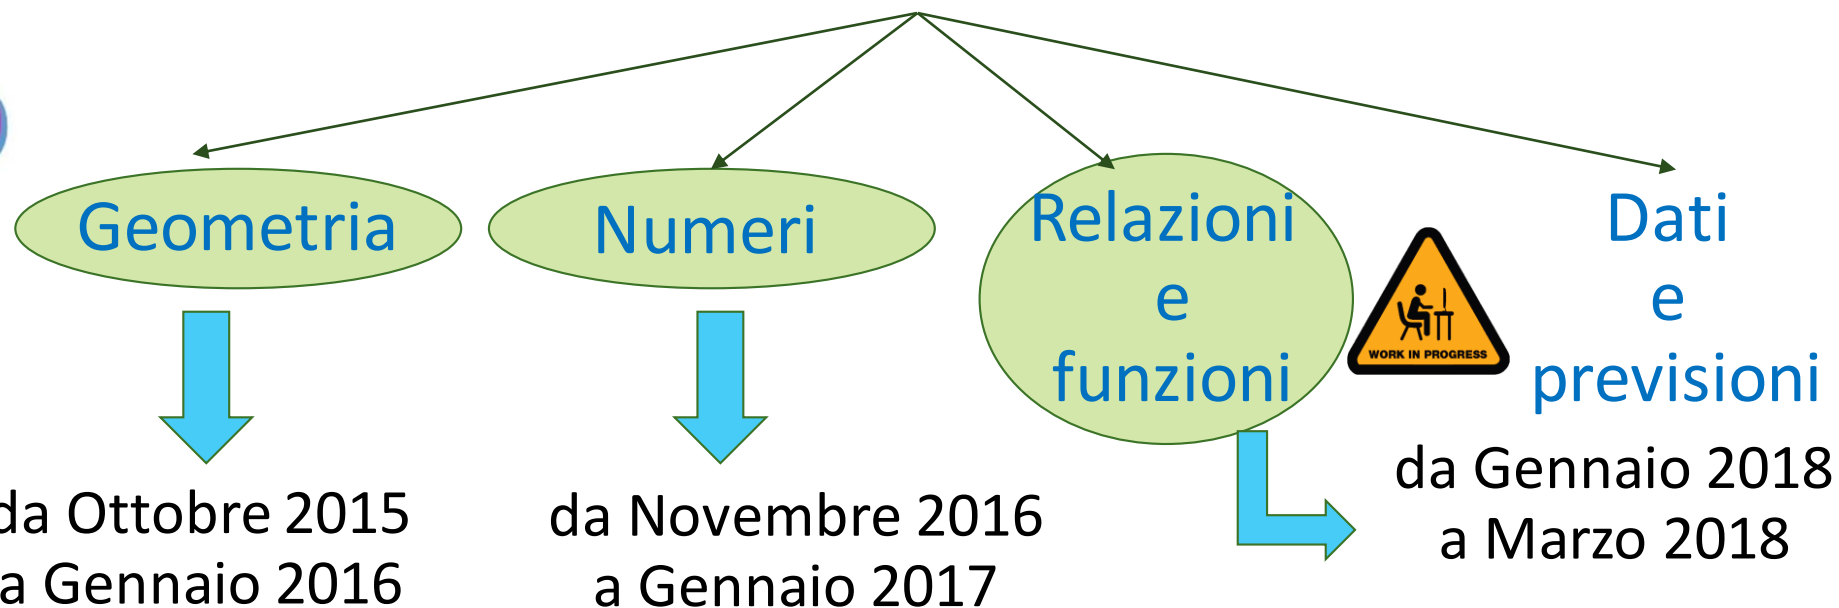 Geometria
Numeri
Relazioni
e
funzioni
WORK IN PROGRESS
Dati
e
previsioni
da Ottobre 2015
a Gennaio 2016
da Novembre 2016
a Gennaio 2017
da Gennaio 2018
a Marzo 2018